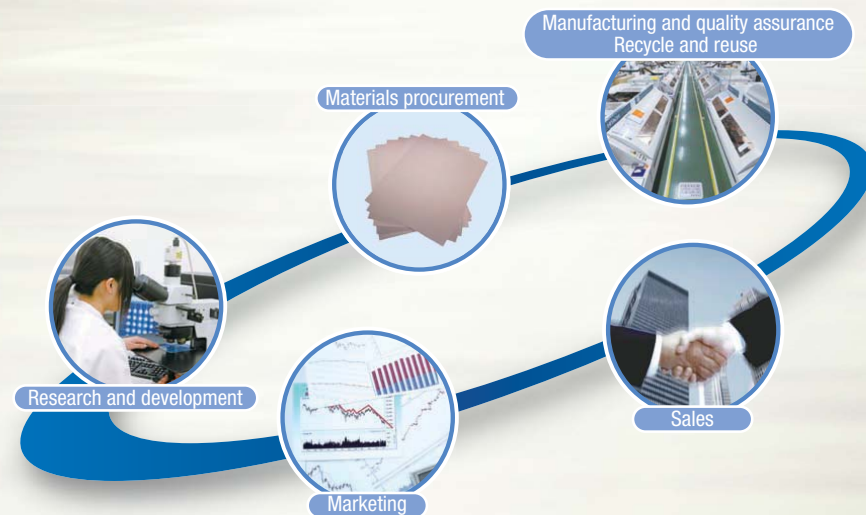 Manufacturing and quality assurance
Recycle and reuse
Materials procurement
Research and development
Sales
Marketing